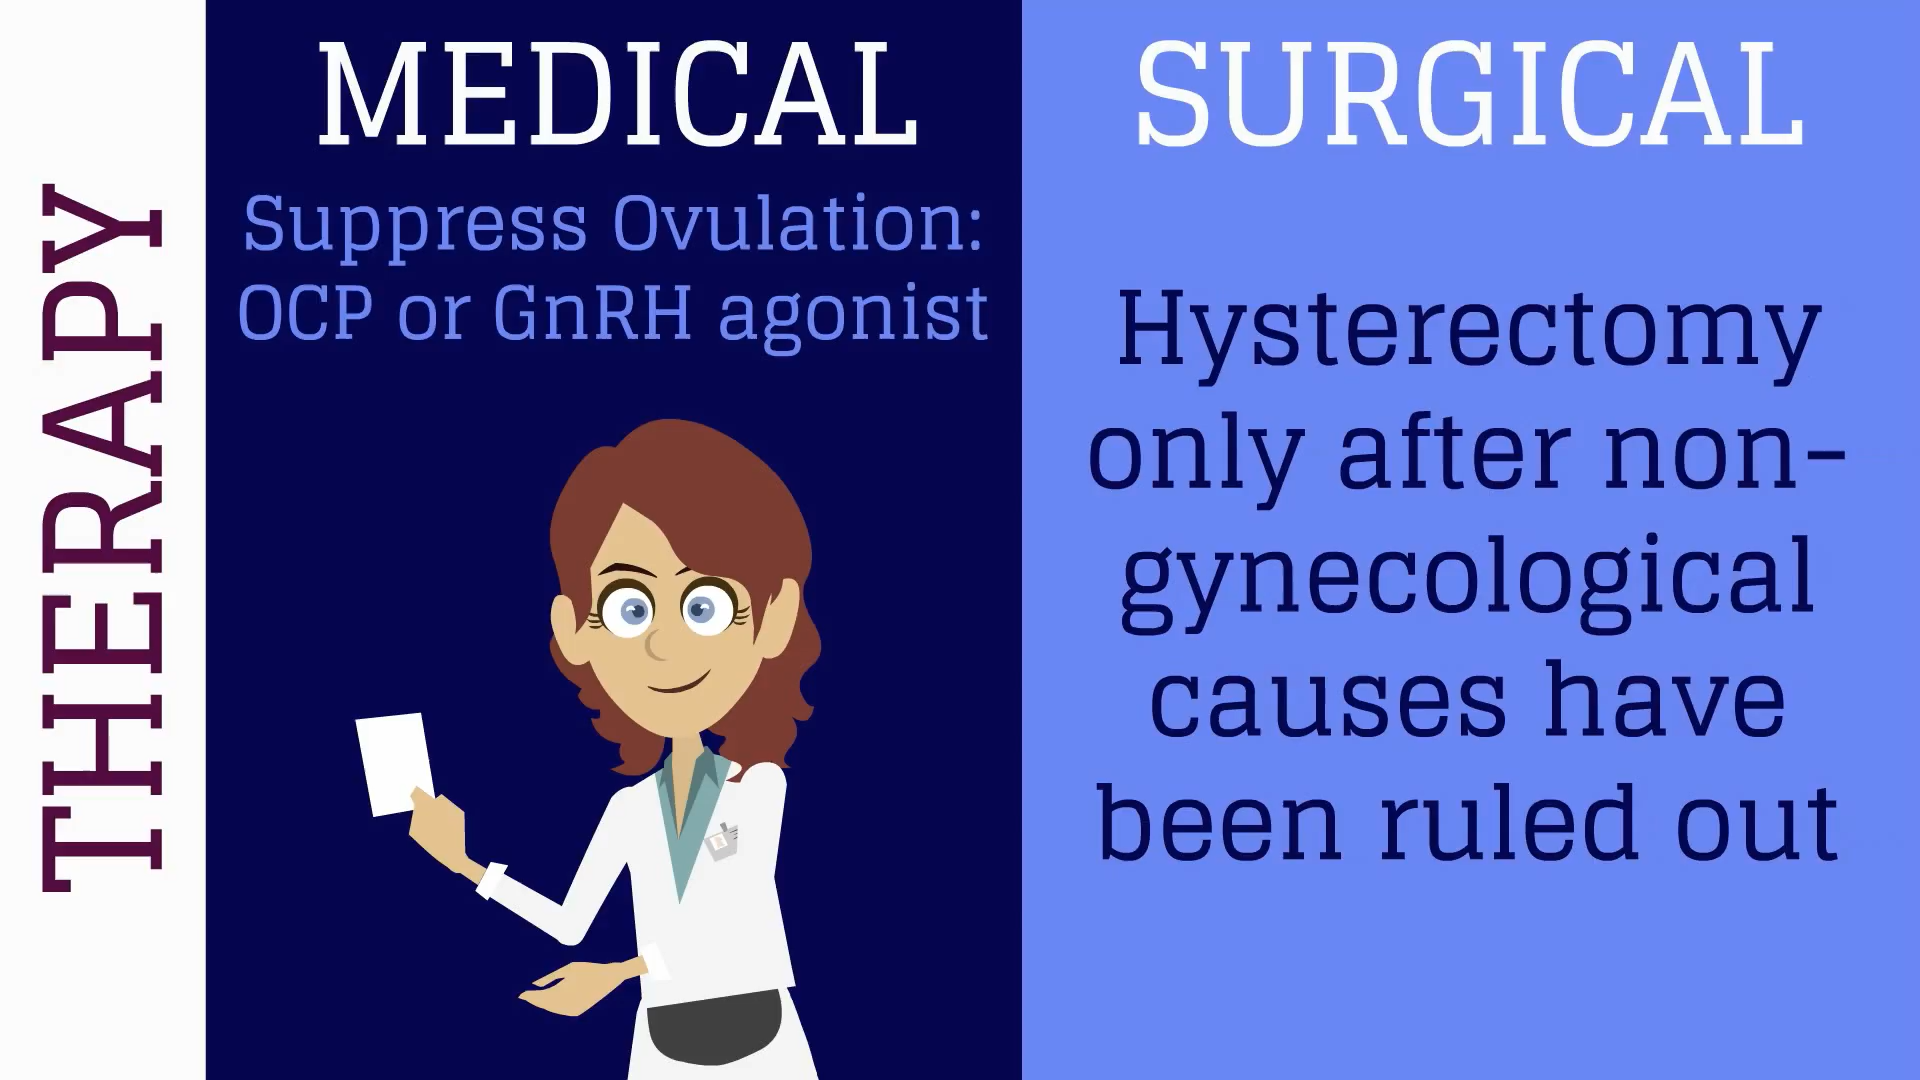 THERAPY
MEDICAL
Suppress Ovulation:
OCP or GnRH agonist
SURGICAL
Hysterectomy
only after non-
gynecological
causes have
been ruled out